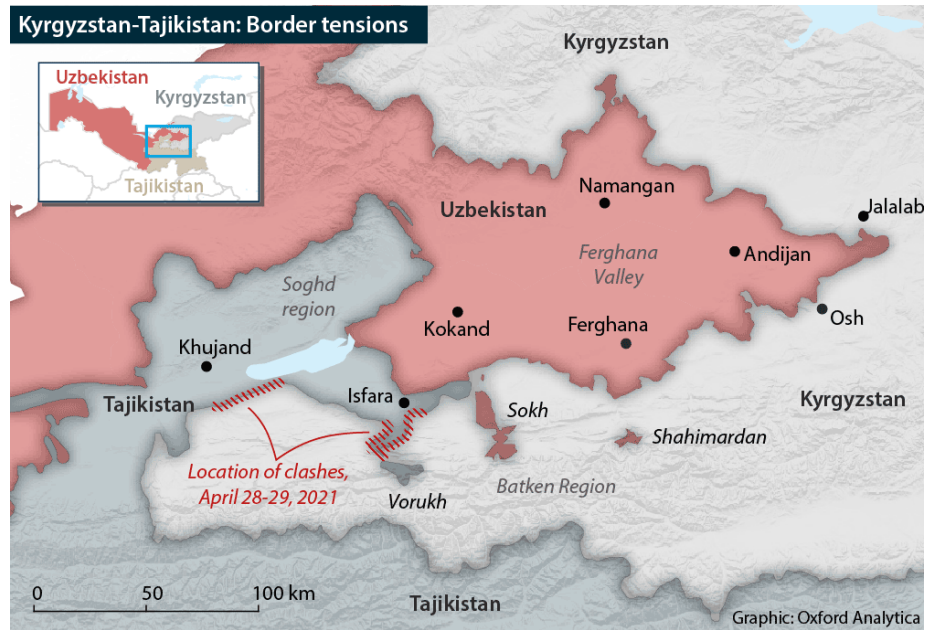 Kyrgyzstan-Tajikistan: Border tensions
Uzbekistan
Kyrgyzstan
Tajikistan
Kyrgyzstan
Namangan
Uzbekistan
Jalalab
Andijan
Ferghana
Valley
Soghd
region
Kokand
Ferghana
Osh
Khujand
Isfara
Tajikistan
Kyrgyzstan
Sokh
Shahimardan
Location of clashes,
April 28-29, 2021
Vorukh
Batken Region
0 50 100 km
Tajikistan
Graphic: Oxford Analytica